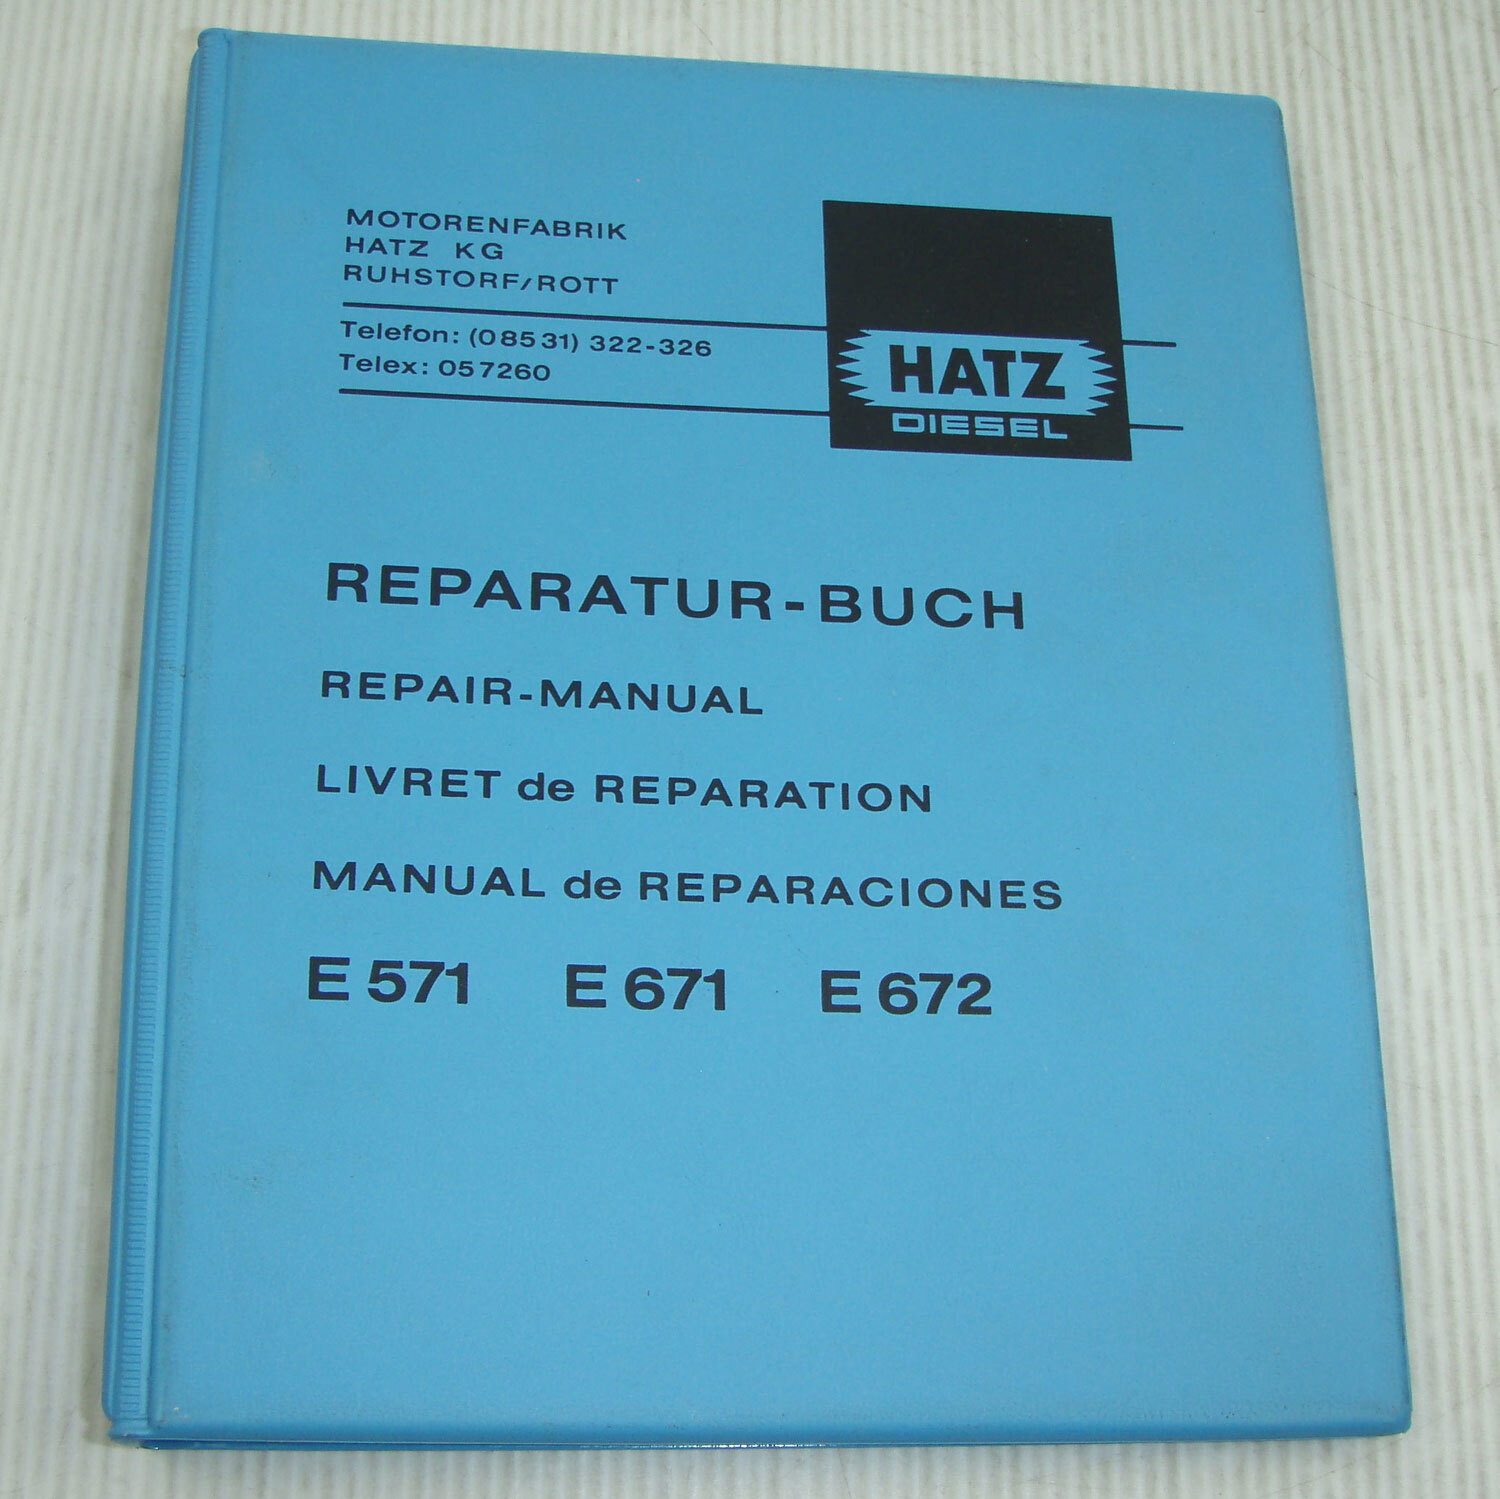 MOTORENFABRIK
HATZ KG
RUHSTORF/ROTT
Telefon: (08531) 322-326
Telex: 057260
HATZ
DIESEL
REPARATUR-BUCH
REPAIR-MANUAL
LIVRET de REPARATION
MANUAL de REPARACIONES
E 571 E 671 E 672